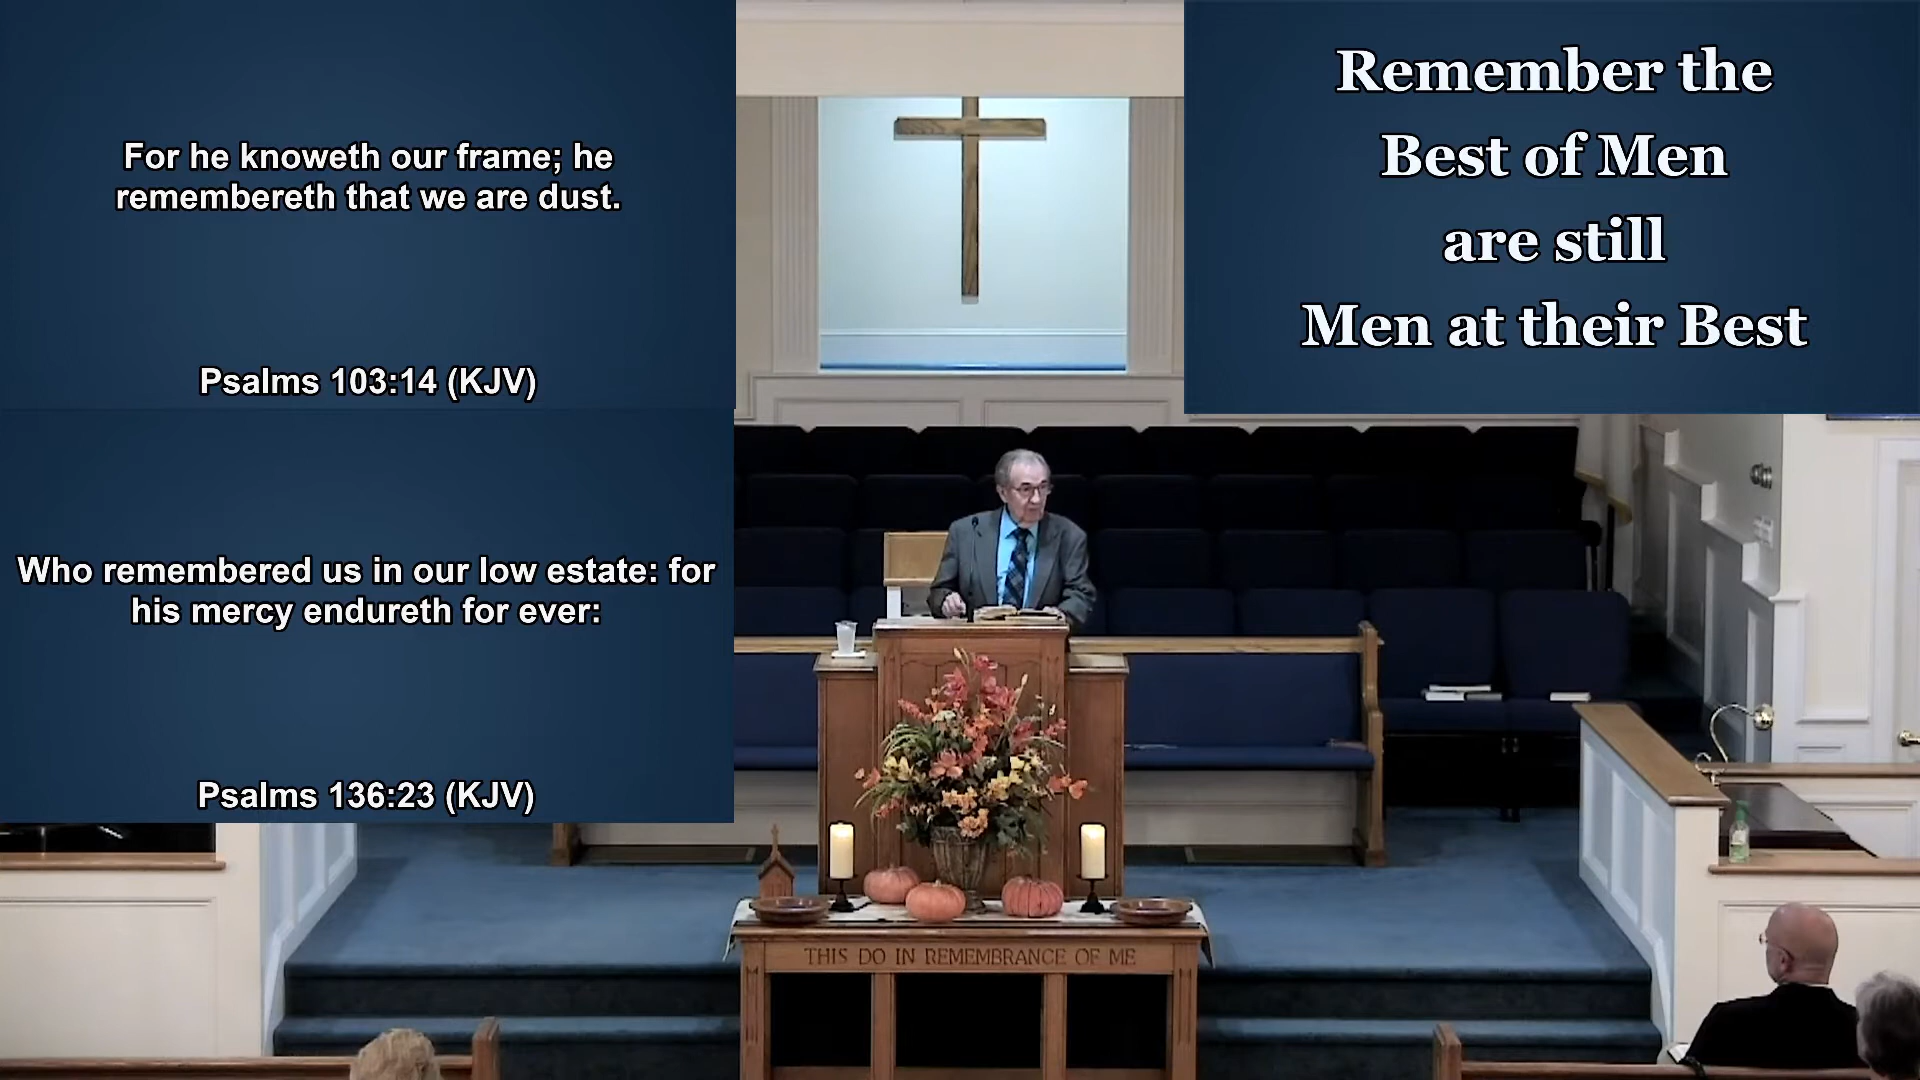 For he knoweth our frame; he
remembereth that we are dust.
Psalms 103:14 (KJV)
Who remembered us in our low estate: for
his mercy endureth for ever:
Psalms 136:23 (KJV)
Remember the
Best of Men
are still
Men at their Best
THIS DO IN REMEMBRANCE OF ME